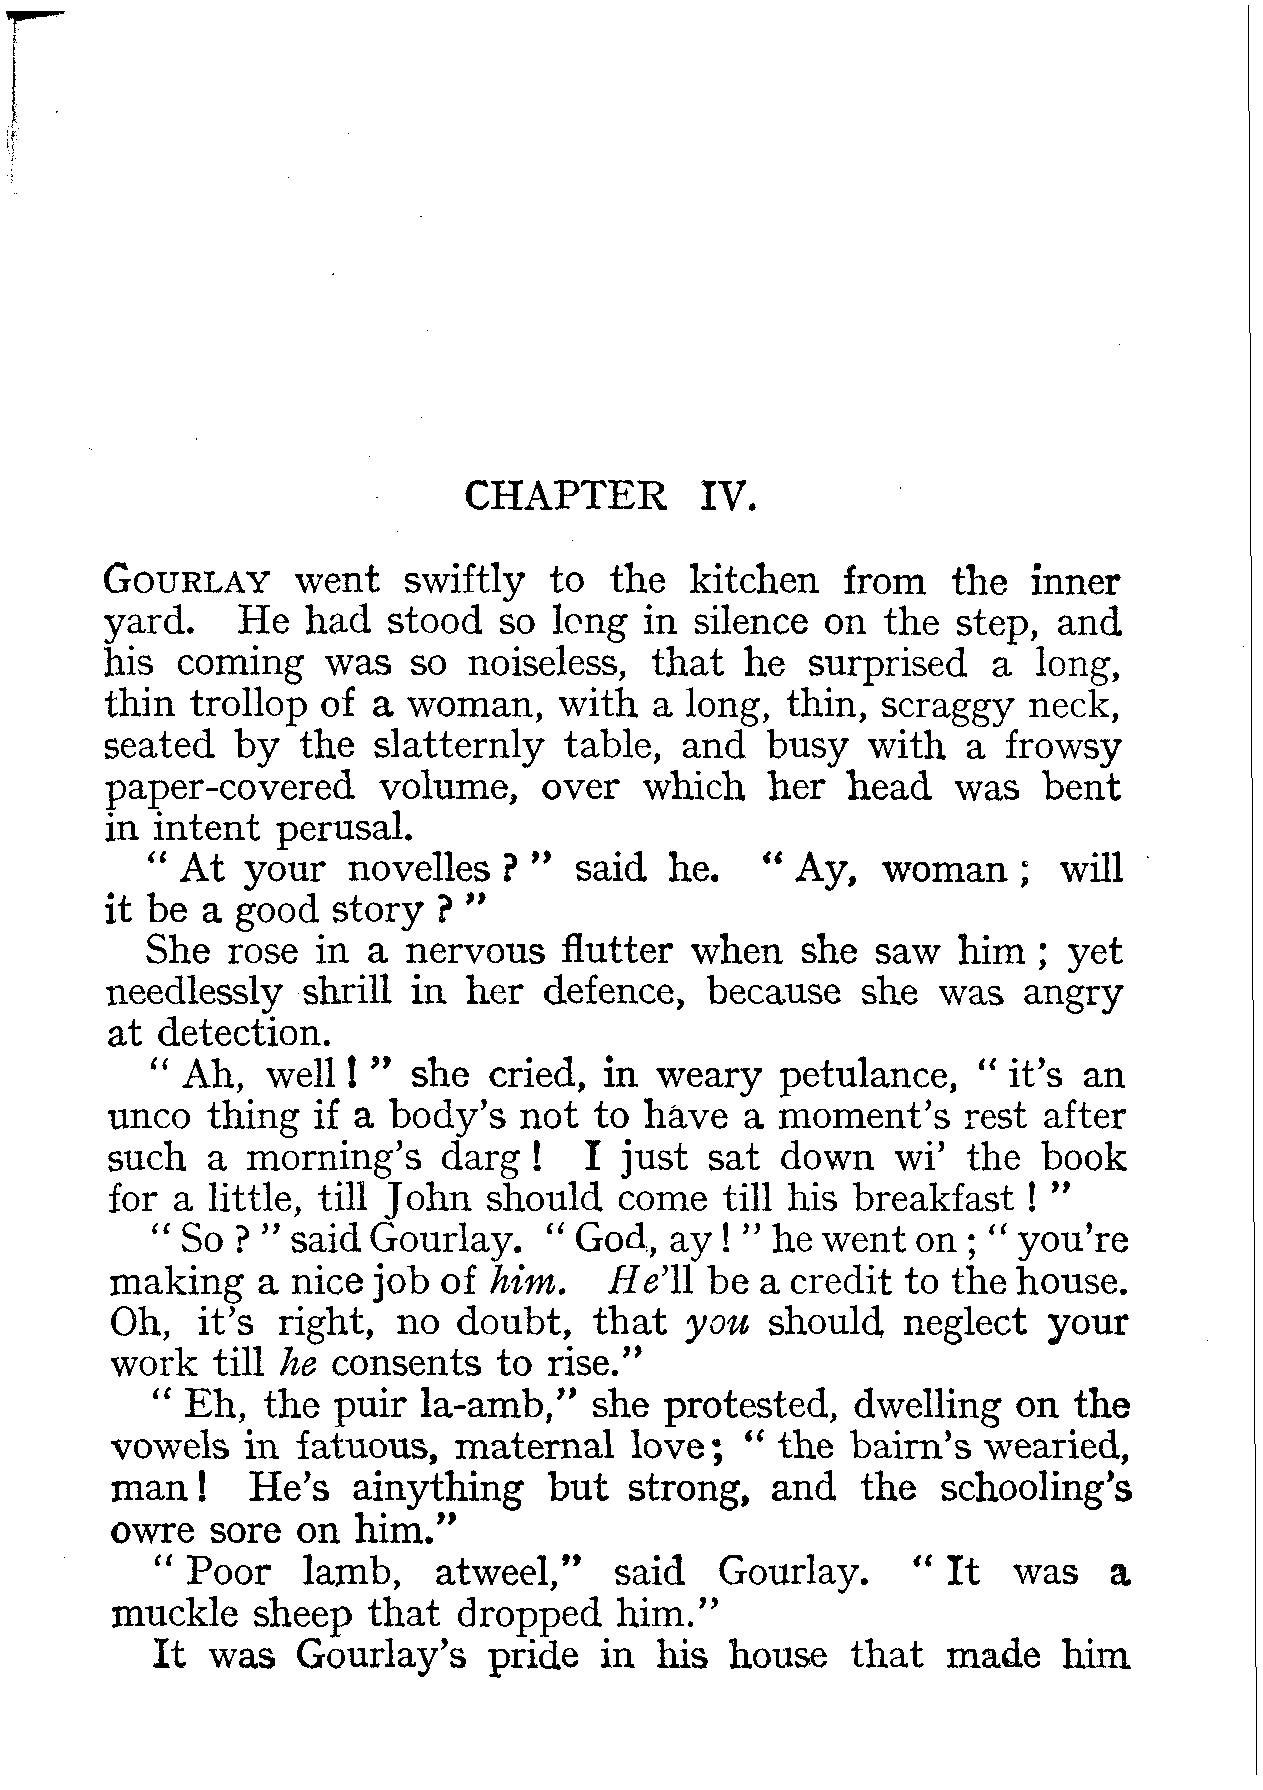 CHAPTER IV.
GOURLAY went swiftly to the kitchen from the inner
yard. He had stood so long in silence on the step, and
his coming was so noiseless, that he surprised a long,
thin trollop of a woman, with a long, thin, scraggy neck,
seated by the slatternly table, and busy with a frowsy
paper-covered volume, over which her head was bent
in intent perusal.
“ At your novelles ? ” said he. “ Ay, woman ; will
it be a good story ? ”
She rose in a nervous flutter when she saw him ; yet
needlessly shrill in her defence, because she was angry
at detection.
“ Ah, well ! ” she cried, in weary petulance, “ it's an
unco thing if a body's not to have a moment's rest after
such a morning's darg ! I just sat down wi' the book
for a little, till John should come till his breakfast ! ”
“ So ? ” said Gourlay. “ God, ay ! ” he went on ; “ you're
making a nice job of him. He'll be a credit to the house.
Oh, it's right, no doubt, that you should neglect your
work till he consents to rise.”
“ Eh, the puir la-amb,” she protested, dwelling on the
vowels in fatuous, maternal love ; “ the bairn's wearied,
man ! He's ainything but strong, and the schooling's
owre sore on him.”
“ Poor lamb, atweel,” said Gourlay. “ It was a
muckle sheep that dropped him.”
It was Gourlay's pride in his house that made him